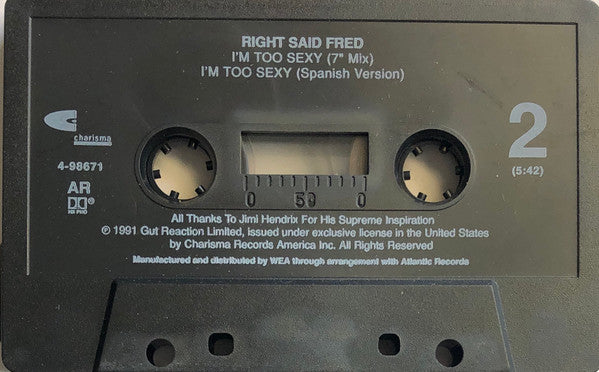 RIGHT SAID FRED
I'M TOO SEXY (7" Mix)
I'M TOO SEXY (Spanish Version)
charisma
4-98671
2
(5:42)
AR
HX PRO
0 50 0
All Thanks To Jimi Hendrix For His Supreme Inspiration
℗ 1991 Gut Reaction Limited, issued under exclusive license in the United States
by Charisma Records America Inc. All Rights Reserved
Manufactured and distributed by WEA through arrangement with Atlantic Records